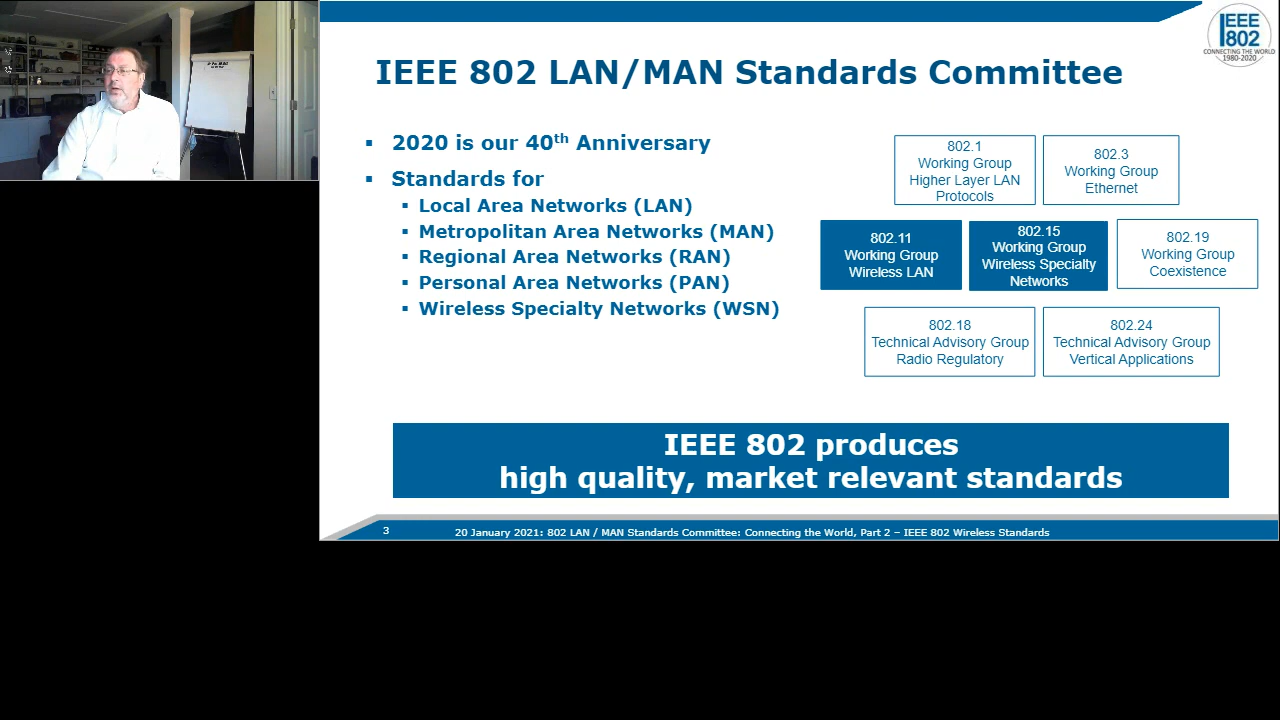 IEEE 802 LAN/MAN Standards Committee
IEEE
802
CONNECTING THE WORLD
1980-2020
▪ 2020 is our 40th Anniversary
▪ Standards for
▪ Local Area Networks (LAN)
▪ Metropolitan Area Networks (MAN)
▪ Regional Area Networks (RAN)
▪ Personal Area Networks (PAN)
▪ Wireless Specialty Networks (WSN)
802.1
Working Group
Higher Layer LAN
Protocols
802.3
Working Group
Ethernet
802.11
Working Group
Wireless LAN
802.15
Working Group
Wireless Specialty
Networks
802.19
Working Group
Coexistence
802.18
Technical Advisory Group
Radio Regulatory
802.24
Technical Advisory Group
Vertical Applications
IEEE 802 produces
high quality, market relevant standards
3
20 January 2021: 802 LAN / MAN Standards Committee: Connecting the World, Part 2 – IEEE 802 Wireless Standards